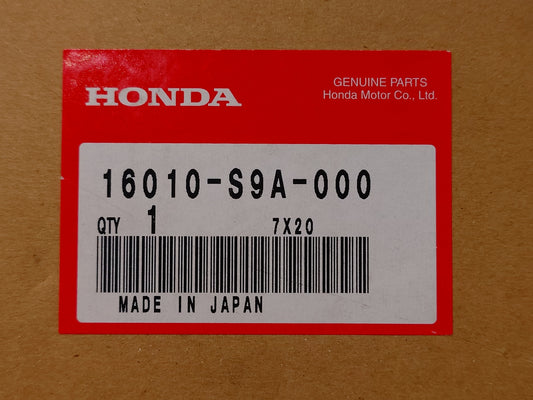 HONDA
GENUINE PARTS
Honda Motor Co., Ltd.
16010-S9A-000
QTY 1 7X20
MADE IN JAPAN